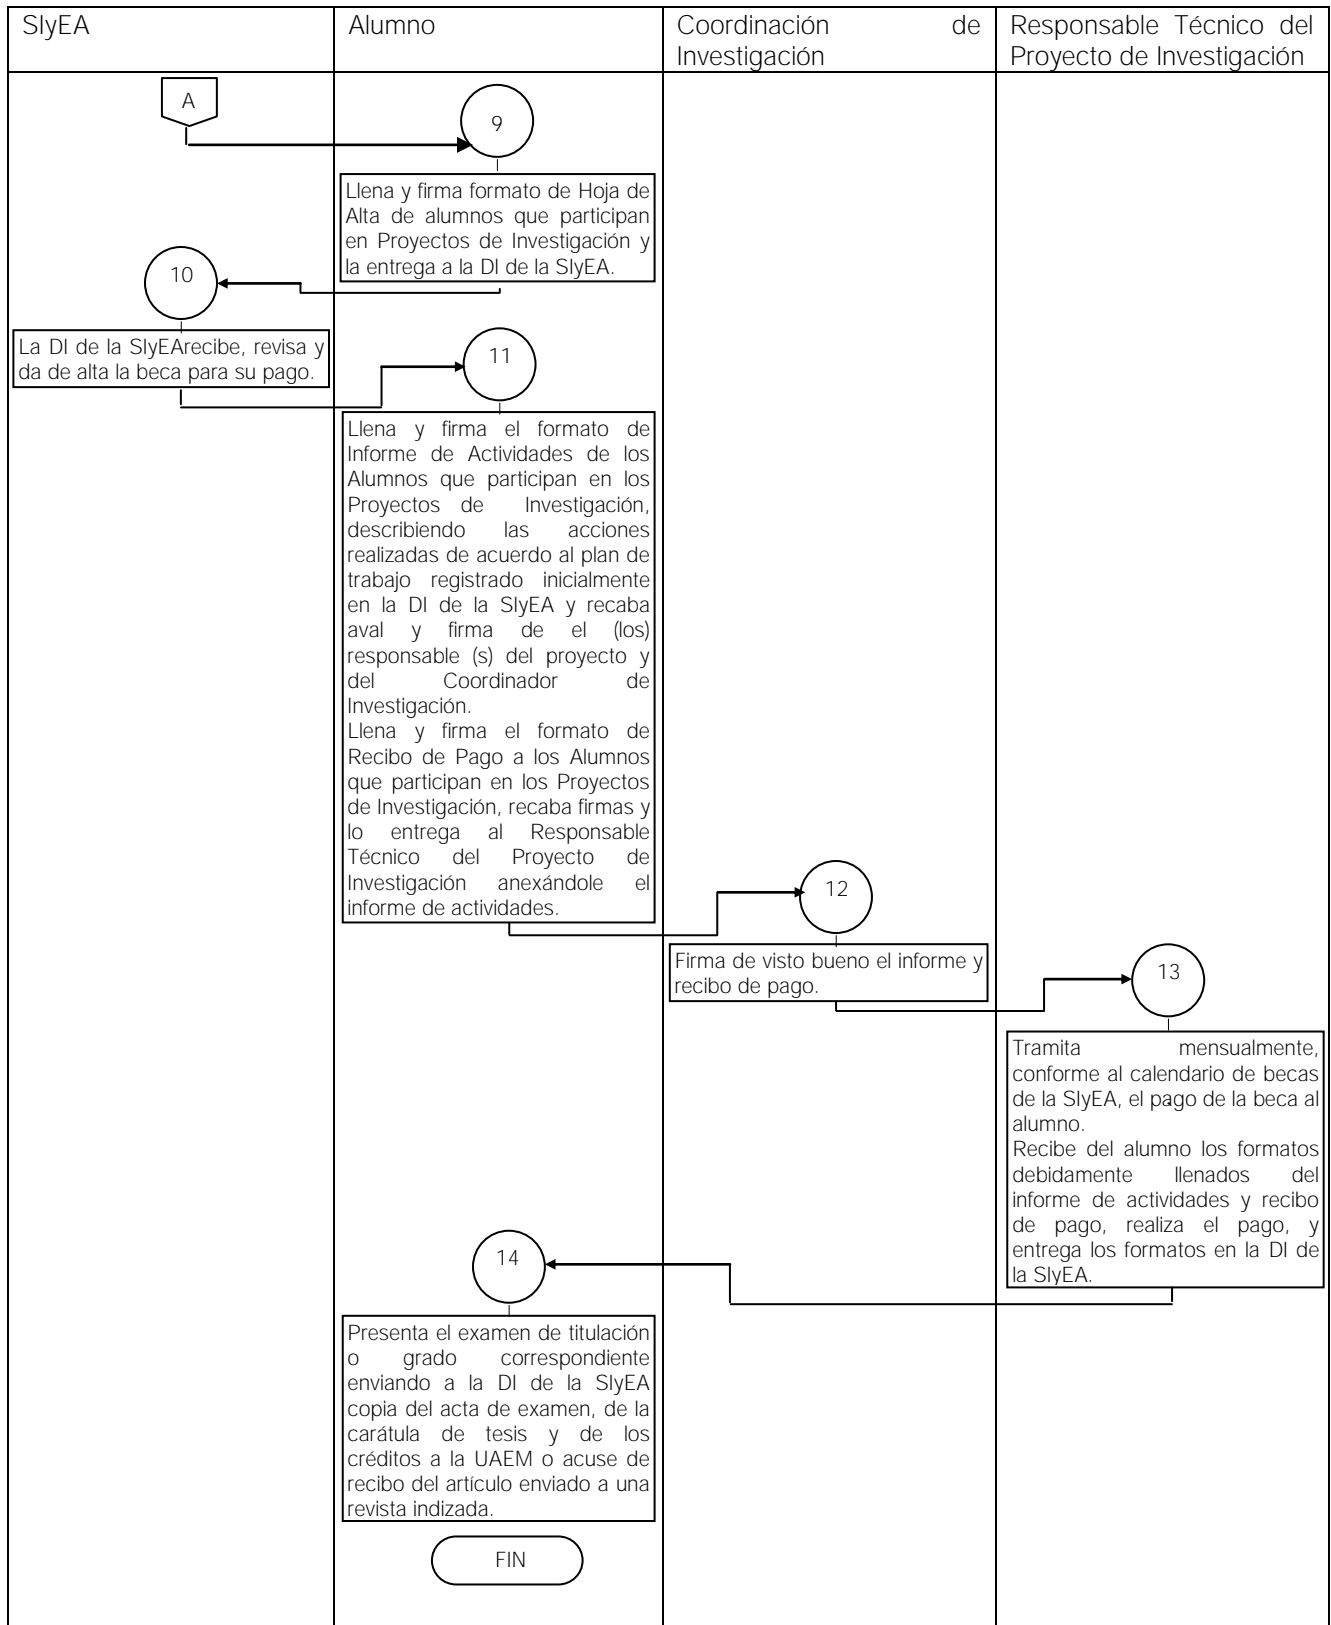 SIyEA
Alumno
Coordinación de
Investigación
Responsable Técnico del
Proyecto de Investigación
A
9
Llena y firma formato de Hoja de
Alta de alumnos que participan
en Proyectos de Investigación y
la entrega a la DI de la SIyEA.
10
La DI de la SIyEArecibe, revisa y
da de alta la beca para su pago.
11
Llena y firma el formato de
Informe de Actividades de los
Alumnos que participan en los
Proyectos de Investigación,
describiendo las acciones
realizadas de acuerdo al plan de
trabajo registrado inicialmente
en la DI de la SIyEA y recaba
aval y firma de el (los)
responsable (s) del proyecto y
del Coordinador de
Investigación.
Llena y firma el formato de
Recibo de Pago a los Alumnos
que participan en los Proyectos
de Investigación, recaba firmas y
lo entrega al Responsable
Técnico del Proyecto de
Investigación anexándole el
informe de actividades.
12
Firma de visto bueno el informe y
recibo de pago.
13
Tramita mensualmente,
conforme al calendario de becas
de la SIyEA, el pago de la beca al
alumno.
Recibe del alumno los formatos
debidamente llenados del
informe de actividades y recibo
de pago, realiza el pago, y
entrega los formatos en la DI de
la SIyEA.
14
Presenta el examen de titulación
o grado correspondiente
enviando a la DI de la SIyEA
copia del acta de examen, de la
carátula de tesis y de los
créditos a la UAEM o acuse de
recibo del artículo enviado a una
revista indizada.
FIN